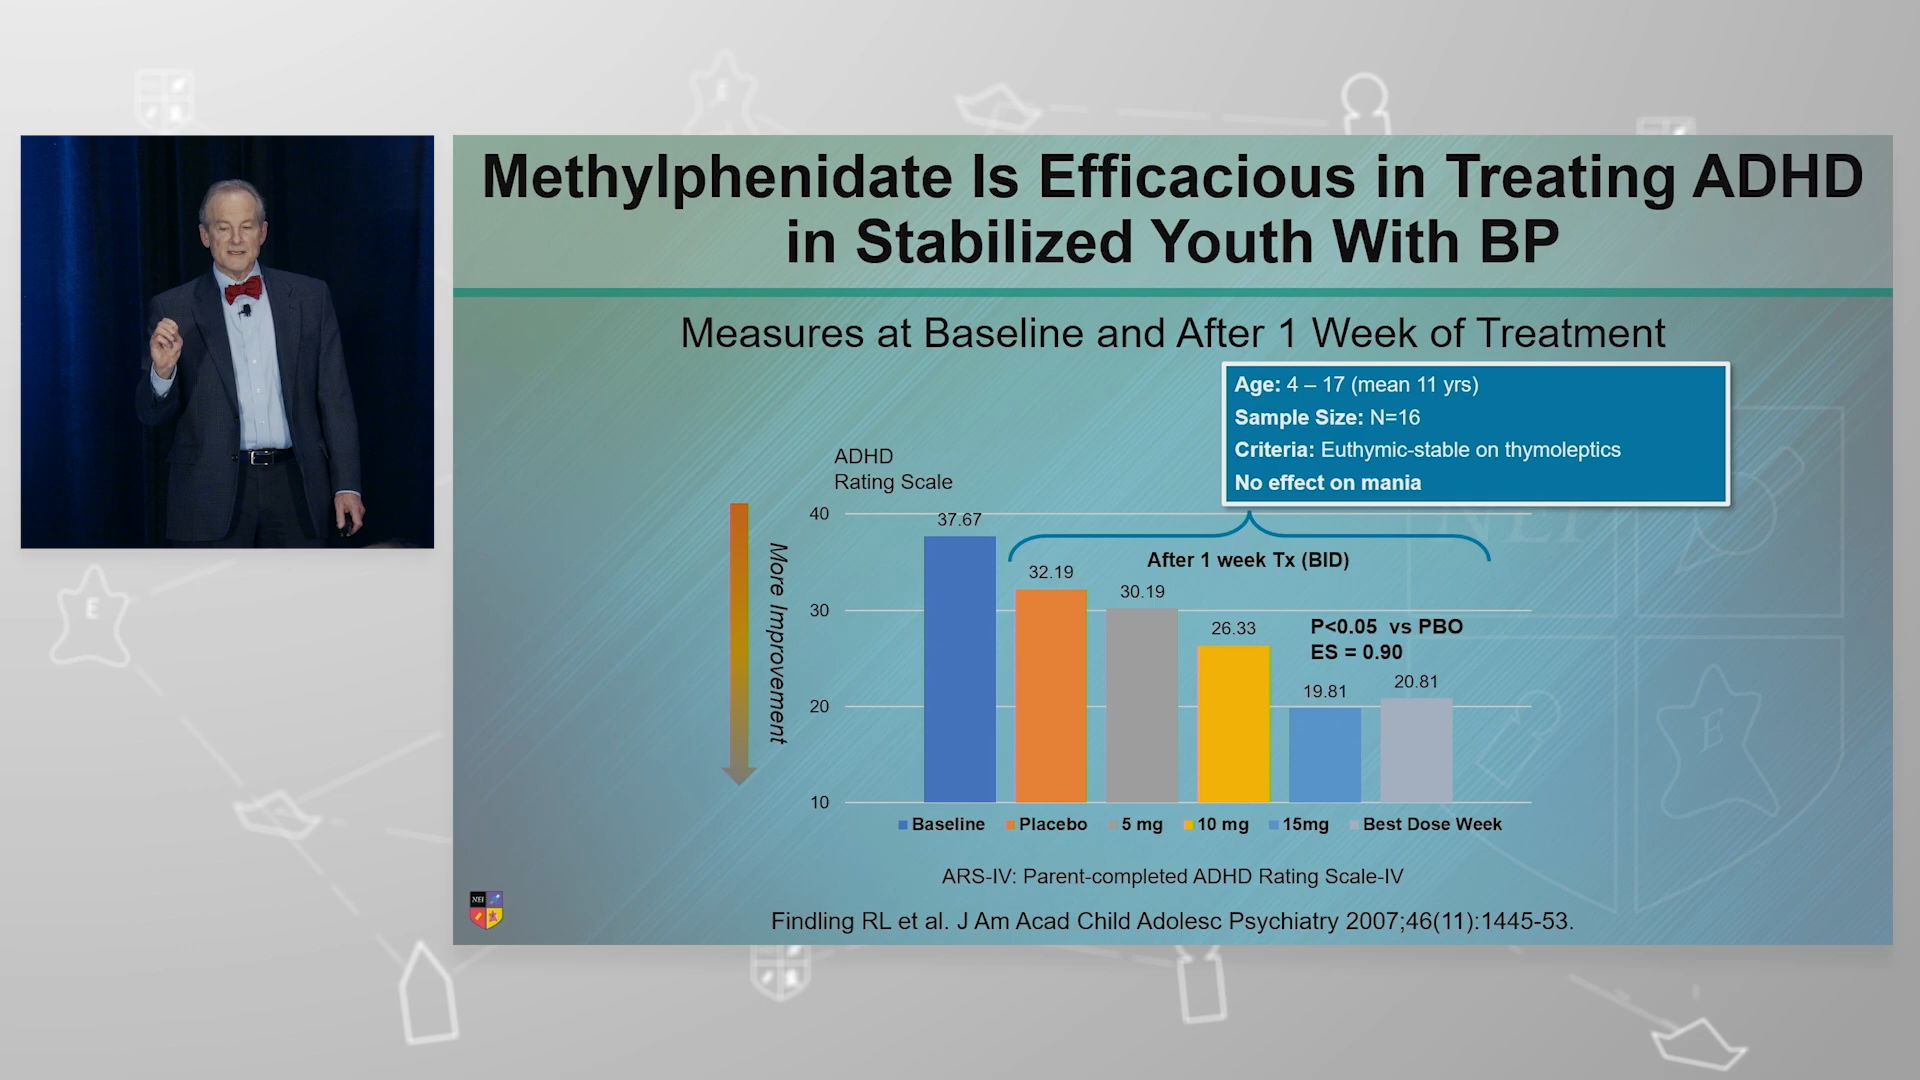 Methylphenidate Is Efficacious in Treating ADHD
in Stabilized Youth With BP
Measures at Baseline and After 1 Week of Treatment
Age: 4 – 17 (mean 11 yrs)
Sample Size: N=16
Criteria: Euthymic-stable on thymoleptics
No effect on mania
ADHD
Rating Scale
More Improvement
40
30
20
10
37.67
32.19
30.19
26.33
19.81
20.81
After 1 week Tx (BID)
P<0.05 vs PBO
ES = 0.90
Baseline Placebo 5 mg 10 mg 15mg Best Dose Week
ARS-IV: Parent-completed ADHD Rating Scale-IV
Findling RL et al. J Am Acad Child Adolesc Psychiatry 2007;46(11):1445-53.
NEI
NEI
E
E
E